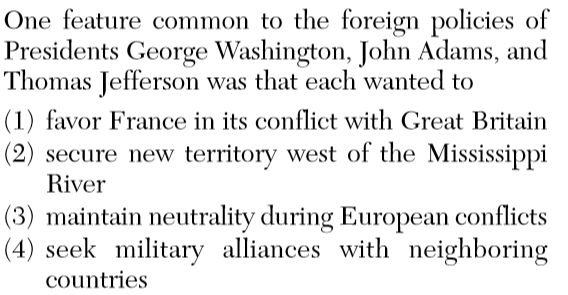 One feature common to the foreign policies of
Presidents George Washington, John Adams, and
Thomas Jefferson was that each wanted to
(1) favor France in its conflict with Great Britain
(2) secure new territory west of the Mississippi
River
(3) maintain neutrality during European conflicts
(4) seek military alliances with neighboring
countries